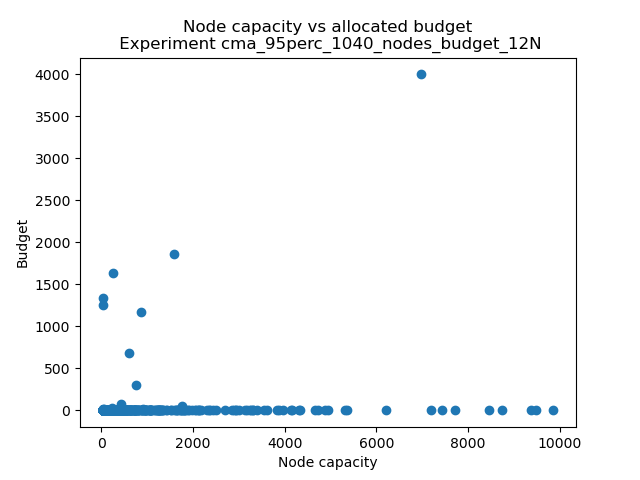 Node capacity vs allocated budget
Experiment cma_95perc_1040_nodes_budget_12N
4000
3500
3000
2500
2000
1500
1000
500
0
Budget
0 2000 4000 6000 8000 10000
Node capacity